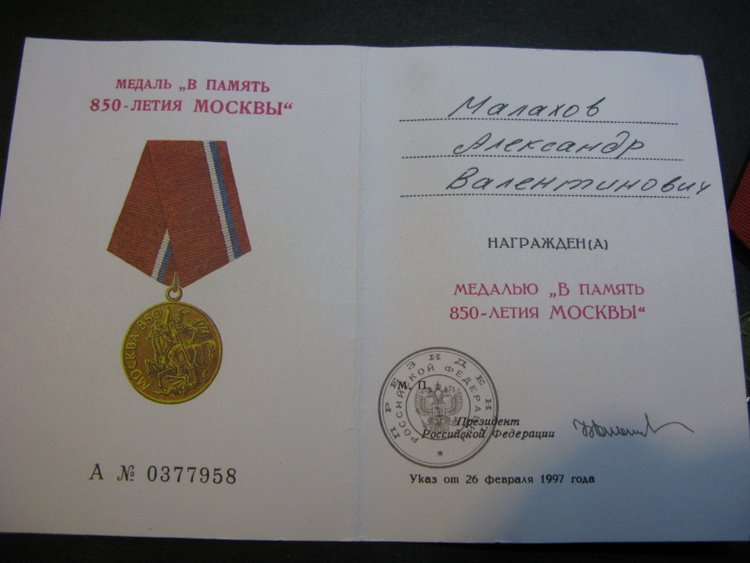 МЕДАЛЬ „В ПАМЯТЬ
850-ЛЕТИЯ МОСКВЫ“
МОСКВА 850
А № 0377958
Малахов
Александр
Валентинович
НАГРАЖДЕН(А)
МЕДАЛЬЮ „В ПАМЯТЬ
850-ЛЕТИЯ МОСКВЫ“
ПРЕЗИДЕН
РОССИЙСКОЙ ФЕДЕРАЦИИ
М. П.
Президент
Российской Федерации
Указ от 26 февраля 1997 года